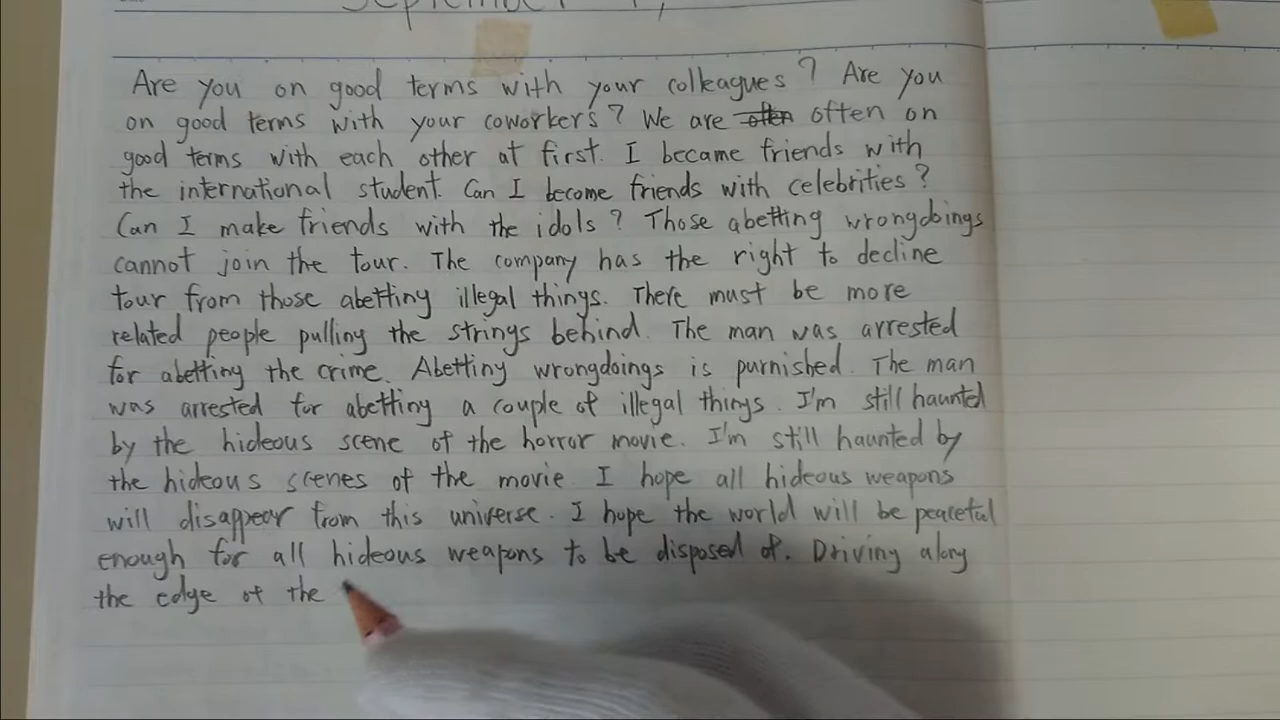 September
Are you on good terms with your colleagues? Are you
on good terms with your coworkers? We are often often on
good terms with each other at first. I became friends with
the international student. Can I become friends with celebrities?
Can I make friends with the idols? Those abetting wrongdoings
cannot join the tour. The company has the right to decline
tour from those abetting illegal things. There must be more
related people pulling the strings behind. The man was arrested
for abetting the crime. Abetting wrongdoings is purnished. The man
was arrested for abetting a couple of illegal things. I'm still haunted
by the hideous scene of the horror movie. I'm still haunted by
the hideous scenes of the movie. I hope all hideous weapons
will disappear from this universe. I hope the world will be peaceful
enough for all hideous weapons to be disposed of. Driving along
the edge of the